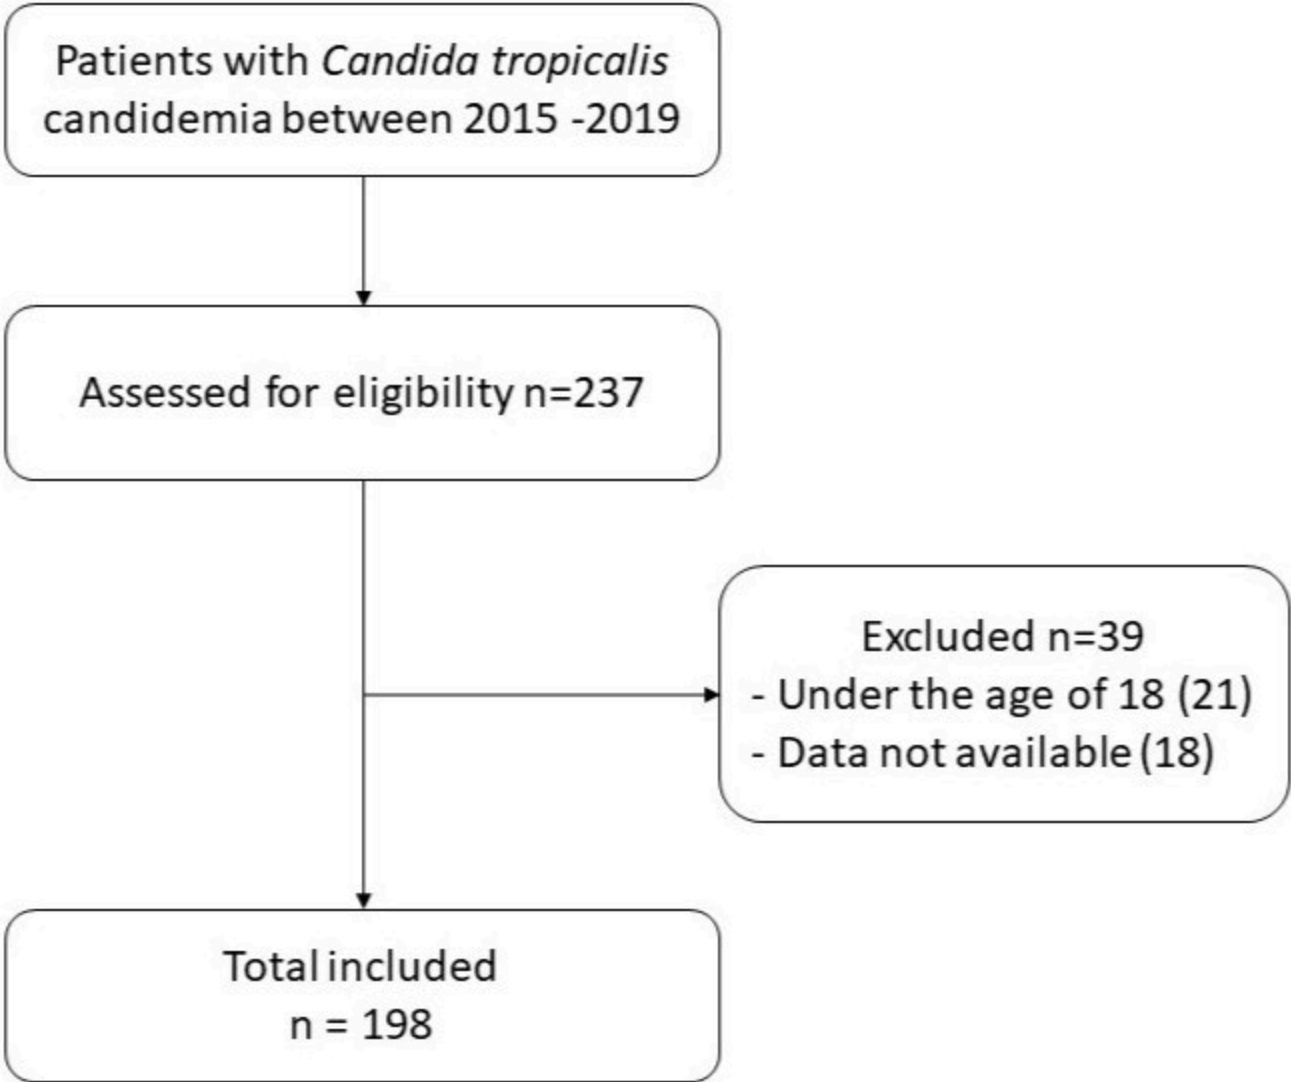 Patients with Candida tropicalis
candidemia between 2015 -2019
Assessed for eligibility n=237
Excluded n=39
- Under the age of 18 (21)
- Data not available (18)
Total included
n = 198